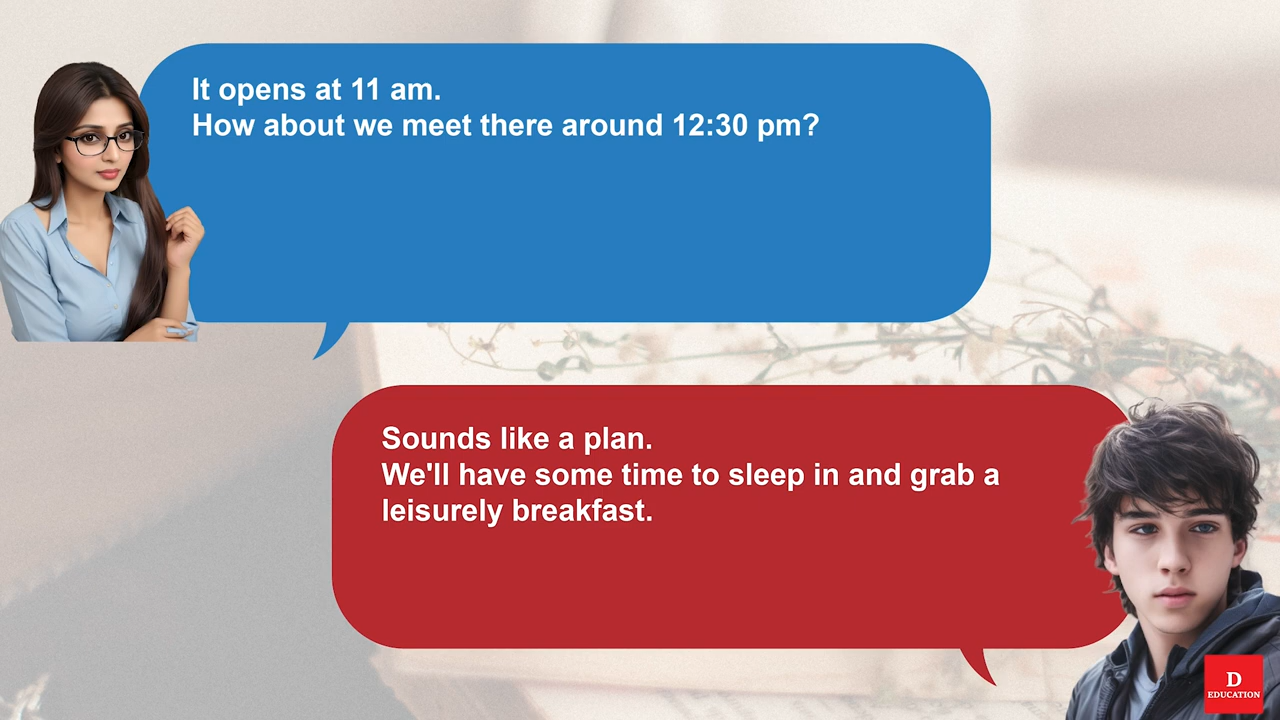 It opens at 11 am.
How about we meet there around 12:30 pm?
Sounds like a plan.
We'll have some time to sleep in and grab a
leisurely breakfast.
D
EDUCATION